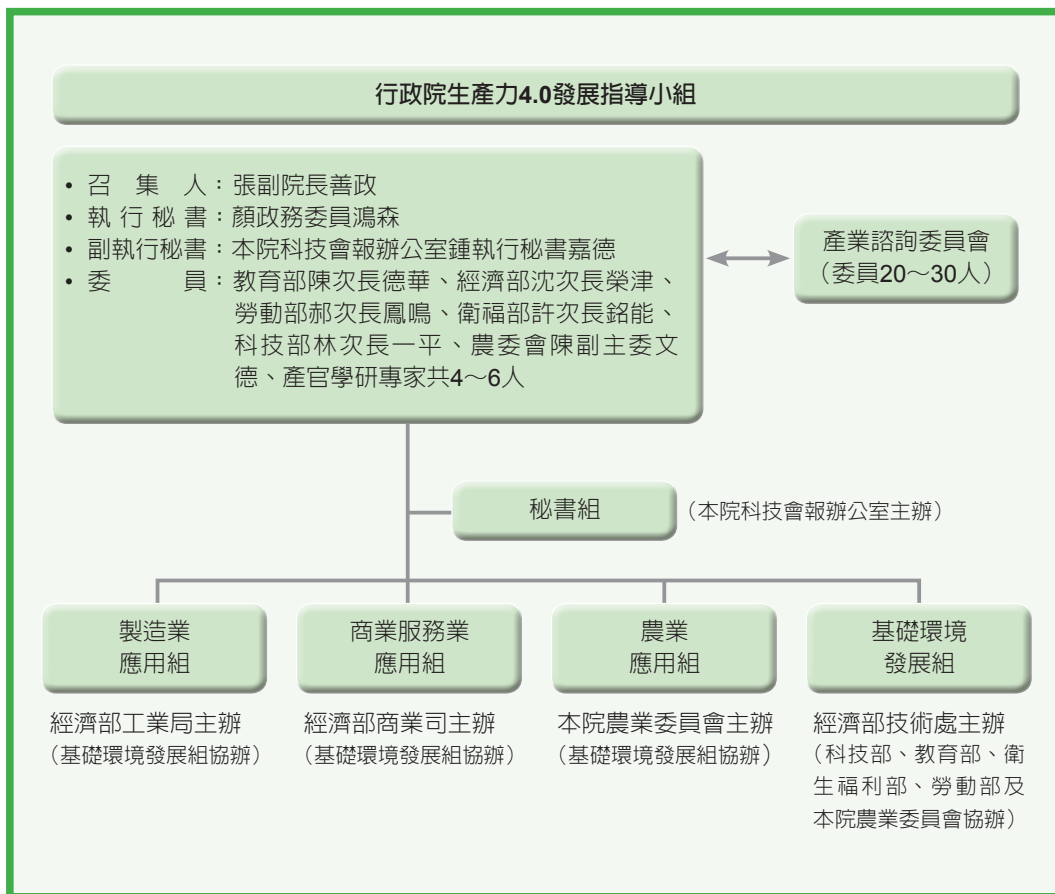 行政院生產力4.0發展指導小組
• 召集人：張副院長善政
• 執行秘書：顏政務委員鴻森
• 副執行秘書：本院科技會報辦公室鍾執行秘書嘉德
• 委員：教育部陳次長德華、經濟部沈次長榮津、
勞動部郝次長鳳鳴、衛福部許次長銘能、
科技部林次長一平、農委會陳副主委文
德、產官學研專家共4～6人
產業諮詢委員會
（委員20～30人）
秘書組
（本院科技會報辦公室主辦）
製造業
應用組
經濟部工業局主辦
（基礎環境發展組協辦）
商業服務業
應用組
經濟部商業司主辦
（基礎環境發展組協辦）
農業
應用組
本院農業委員會主辦
（基礎環境發展組協辦）
基礎環境
發展組
經濟部技術處主辦
（科技部、教育部、衛
生福利部、勞動部及
本院農業委員會協辦）